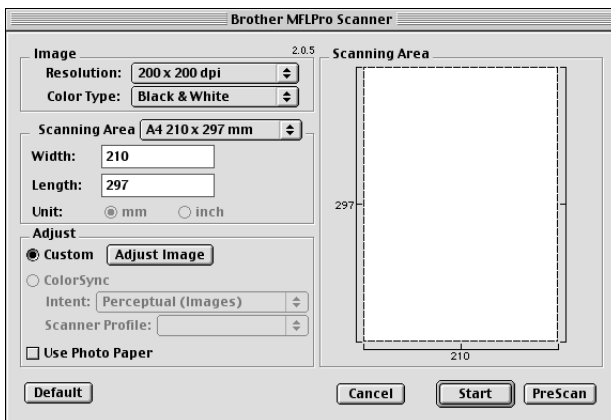 Brother MFLPro Scanner
Image
2.0.5
Resolution: 200 x 200 dpi
Color Type: Black & White
Scanning Area A4 210 x 297 mm
Width: 210
Length: 297
Unit: mm inch
Adjust
Custom Adjust Image
ColorSync
Intent: Perceptual (Images)
Scanner Profile:
Use Photo Paper
Scanning Area
297
210
Default
Cancel
Start
PreScan